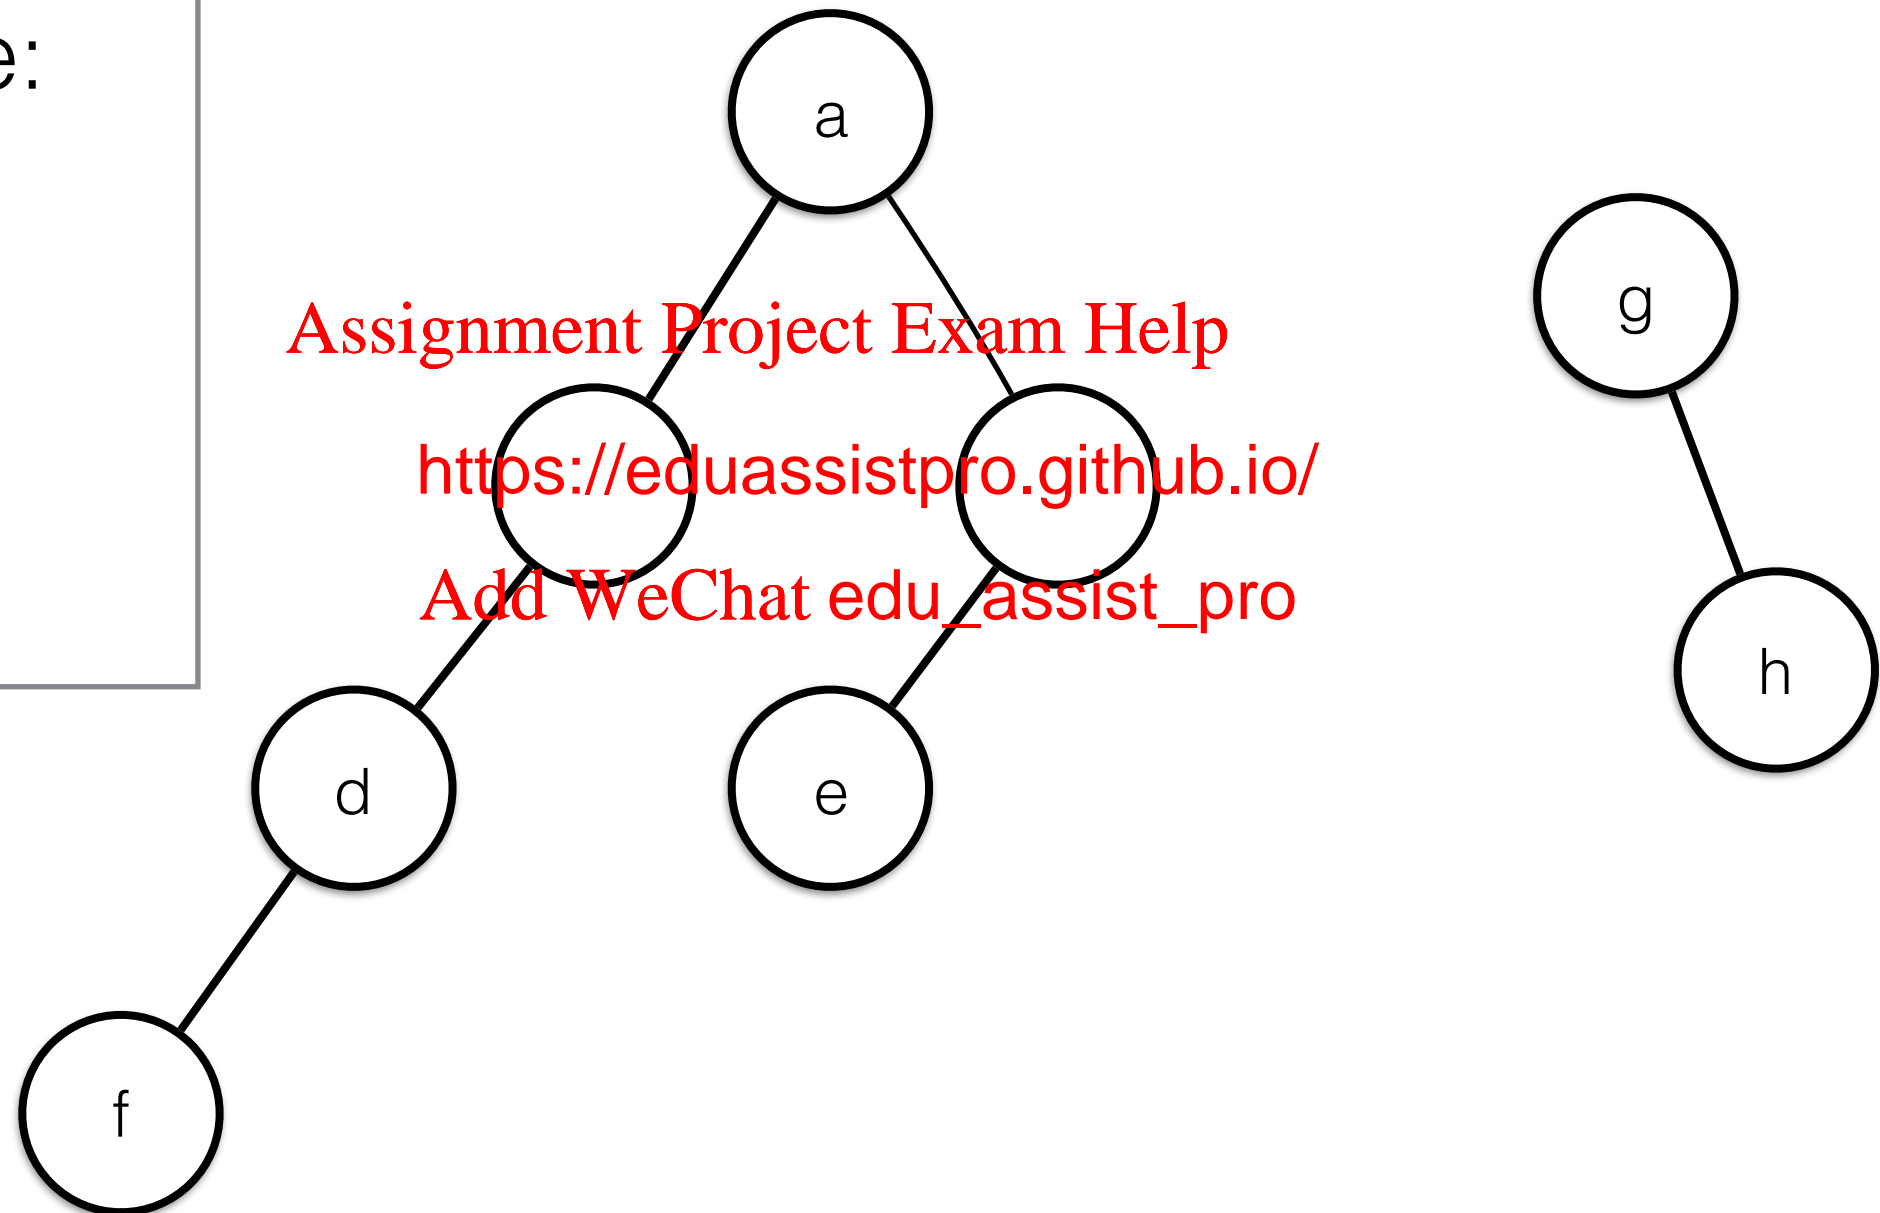 e:
a
g
Assignment Project Exam Help
https://eduassistpro.github.io/
Add WeChat edu_assist_pro
h
d
e
f